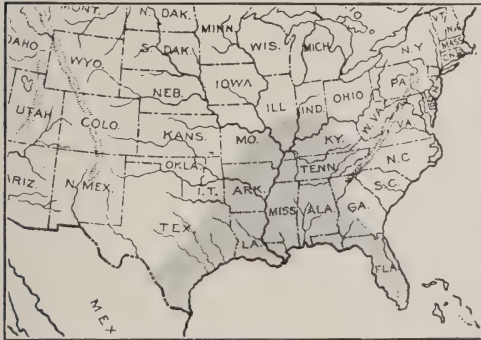 MONT.
N. DAK.
MINN.
IDAHO
WYO.
S. DAK.
WIS.
MICH.
N.Y.
VT.
MASS
IOWA
NEB.
UTAH
COLO.
ILL
IND.
OHIO
PA.
W. VA.
VA.
KANS.
MO.
KY.
N.C
TENN.
OKLA.
ARIZ.
N. MEX.
I.T.
ARK.
S.C.
MISS
ALA.
GA.
TEX.
LA.
FLA.
MEX